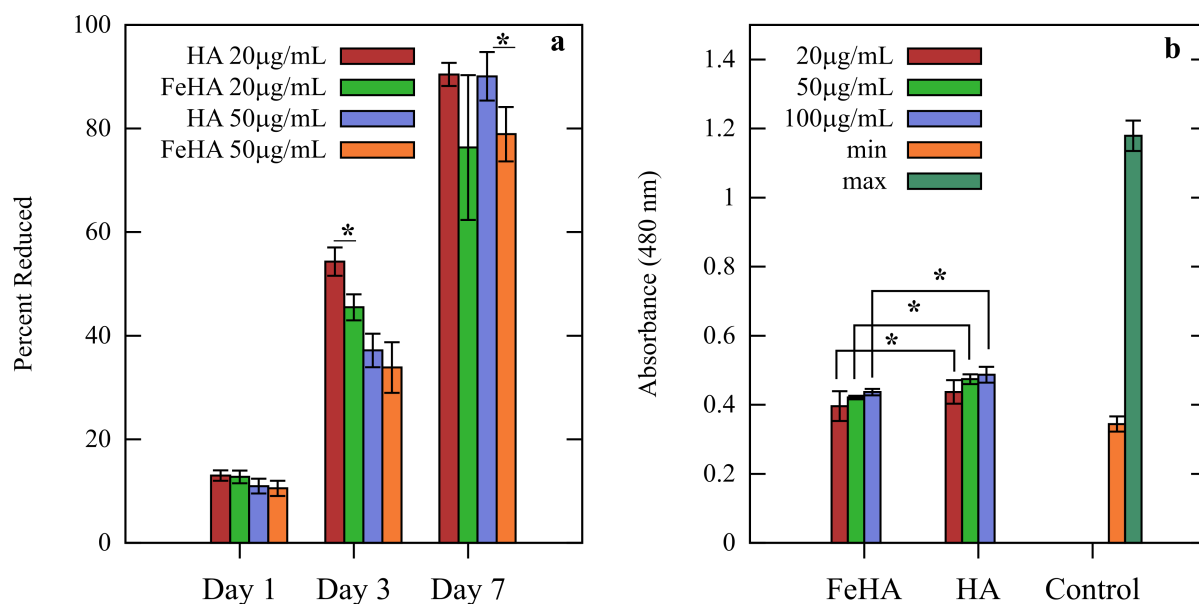 a
HA 20μg/mL
FeHA 20μg/mL
HA 50μg/mL
FeHA 50μg/mL
*
*
Percent Reduced
100
80
60
40
20
0
Day 1 Day 3 Day 7
b
20μg/mL
50μg/mL
100μg/mL
min
max
*
*
*
Absorbance (480 nm)
1.4
1.2
1
0.8
0.6
0.4
0.2
0
FeHA HA Control